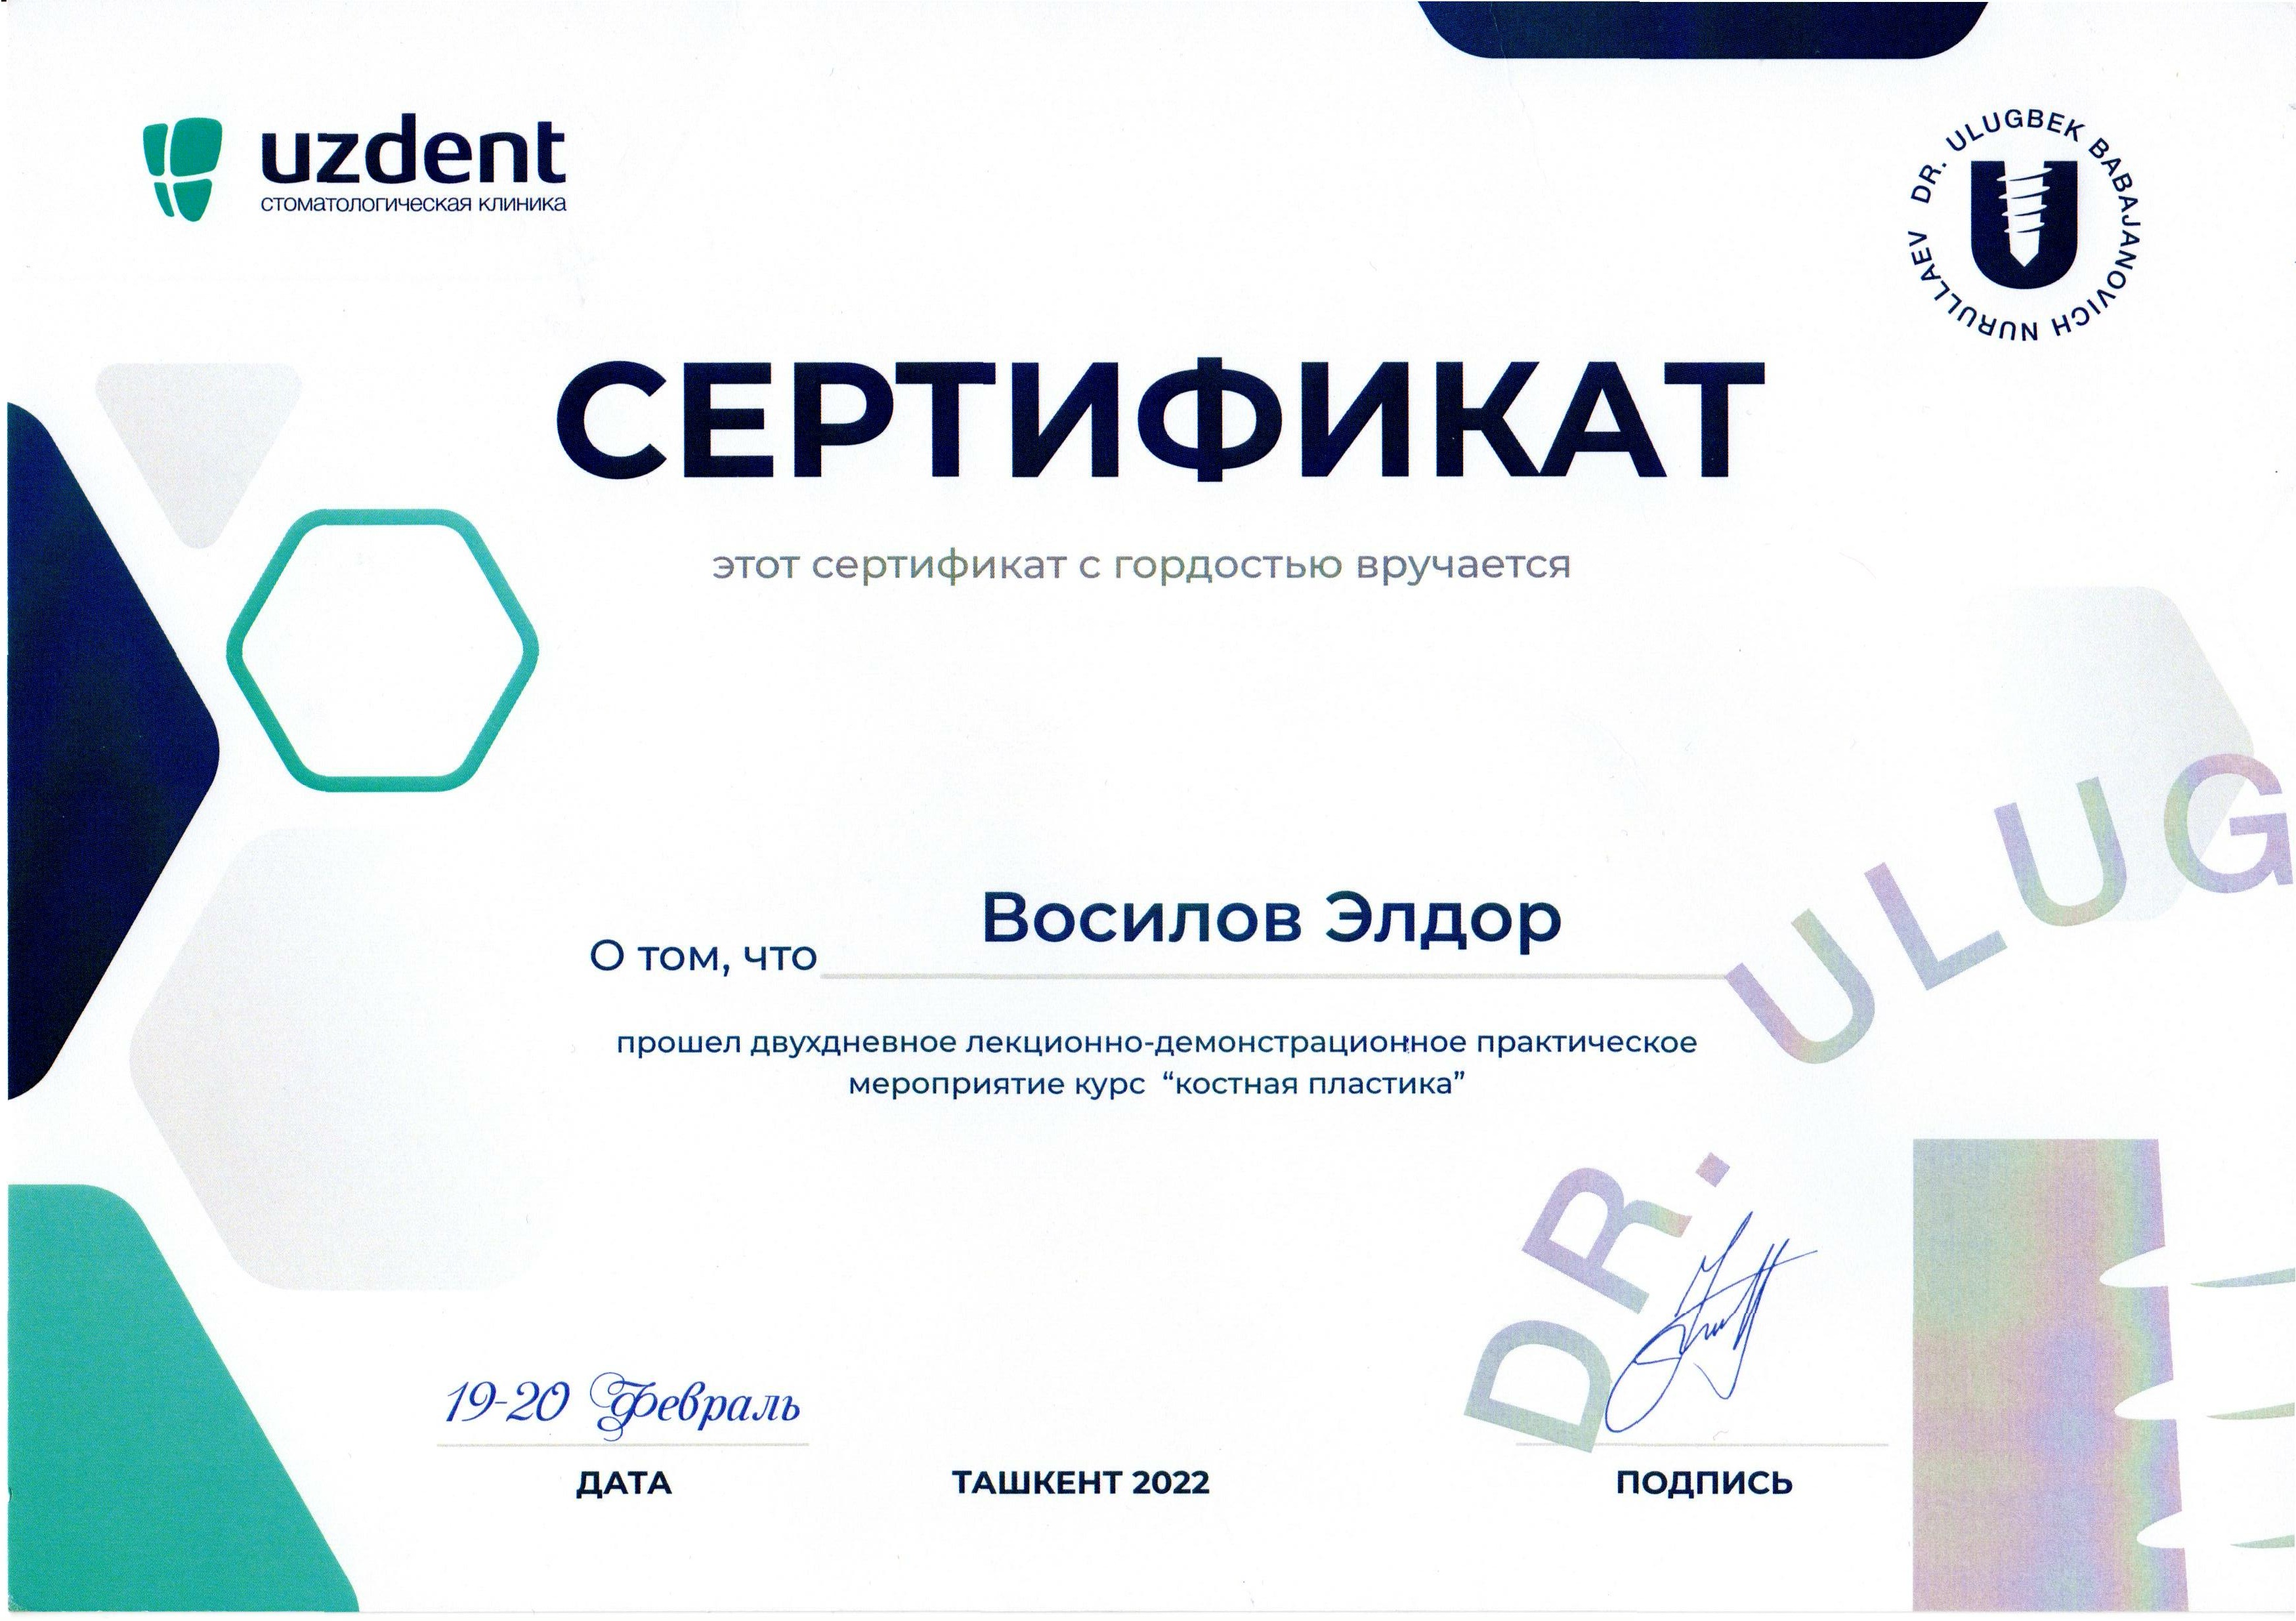 uzdent
стоматологическая клиника
DR. ULUGBEK BABAJANOVICH NURULLAEV
СЕРТИФИКАТ
этот сертификат с гордостью вручается
О том, что Восилов Элдор
прошел двухдневное лекционно-демонстрационное практическое
мероприятие курс “костная пластика”
DR. ULUG
19-20 Февраль
ДАТА
ТАШКЕНТ 2022
ПОДПИСЬ